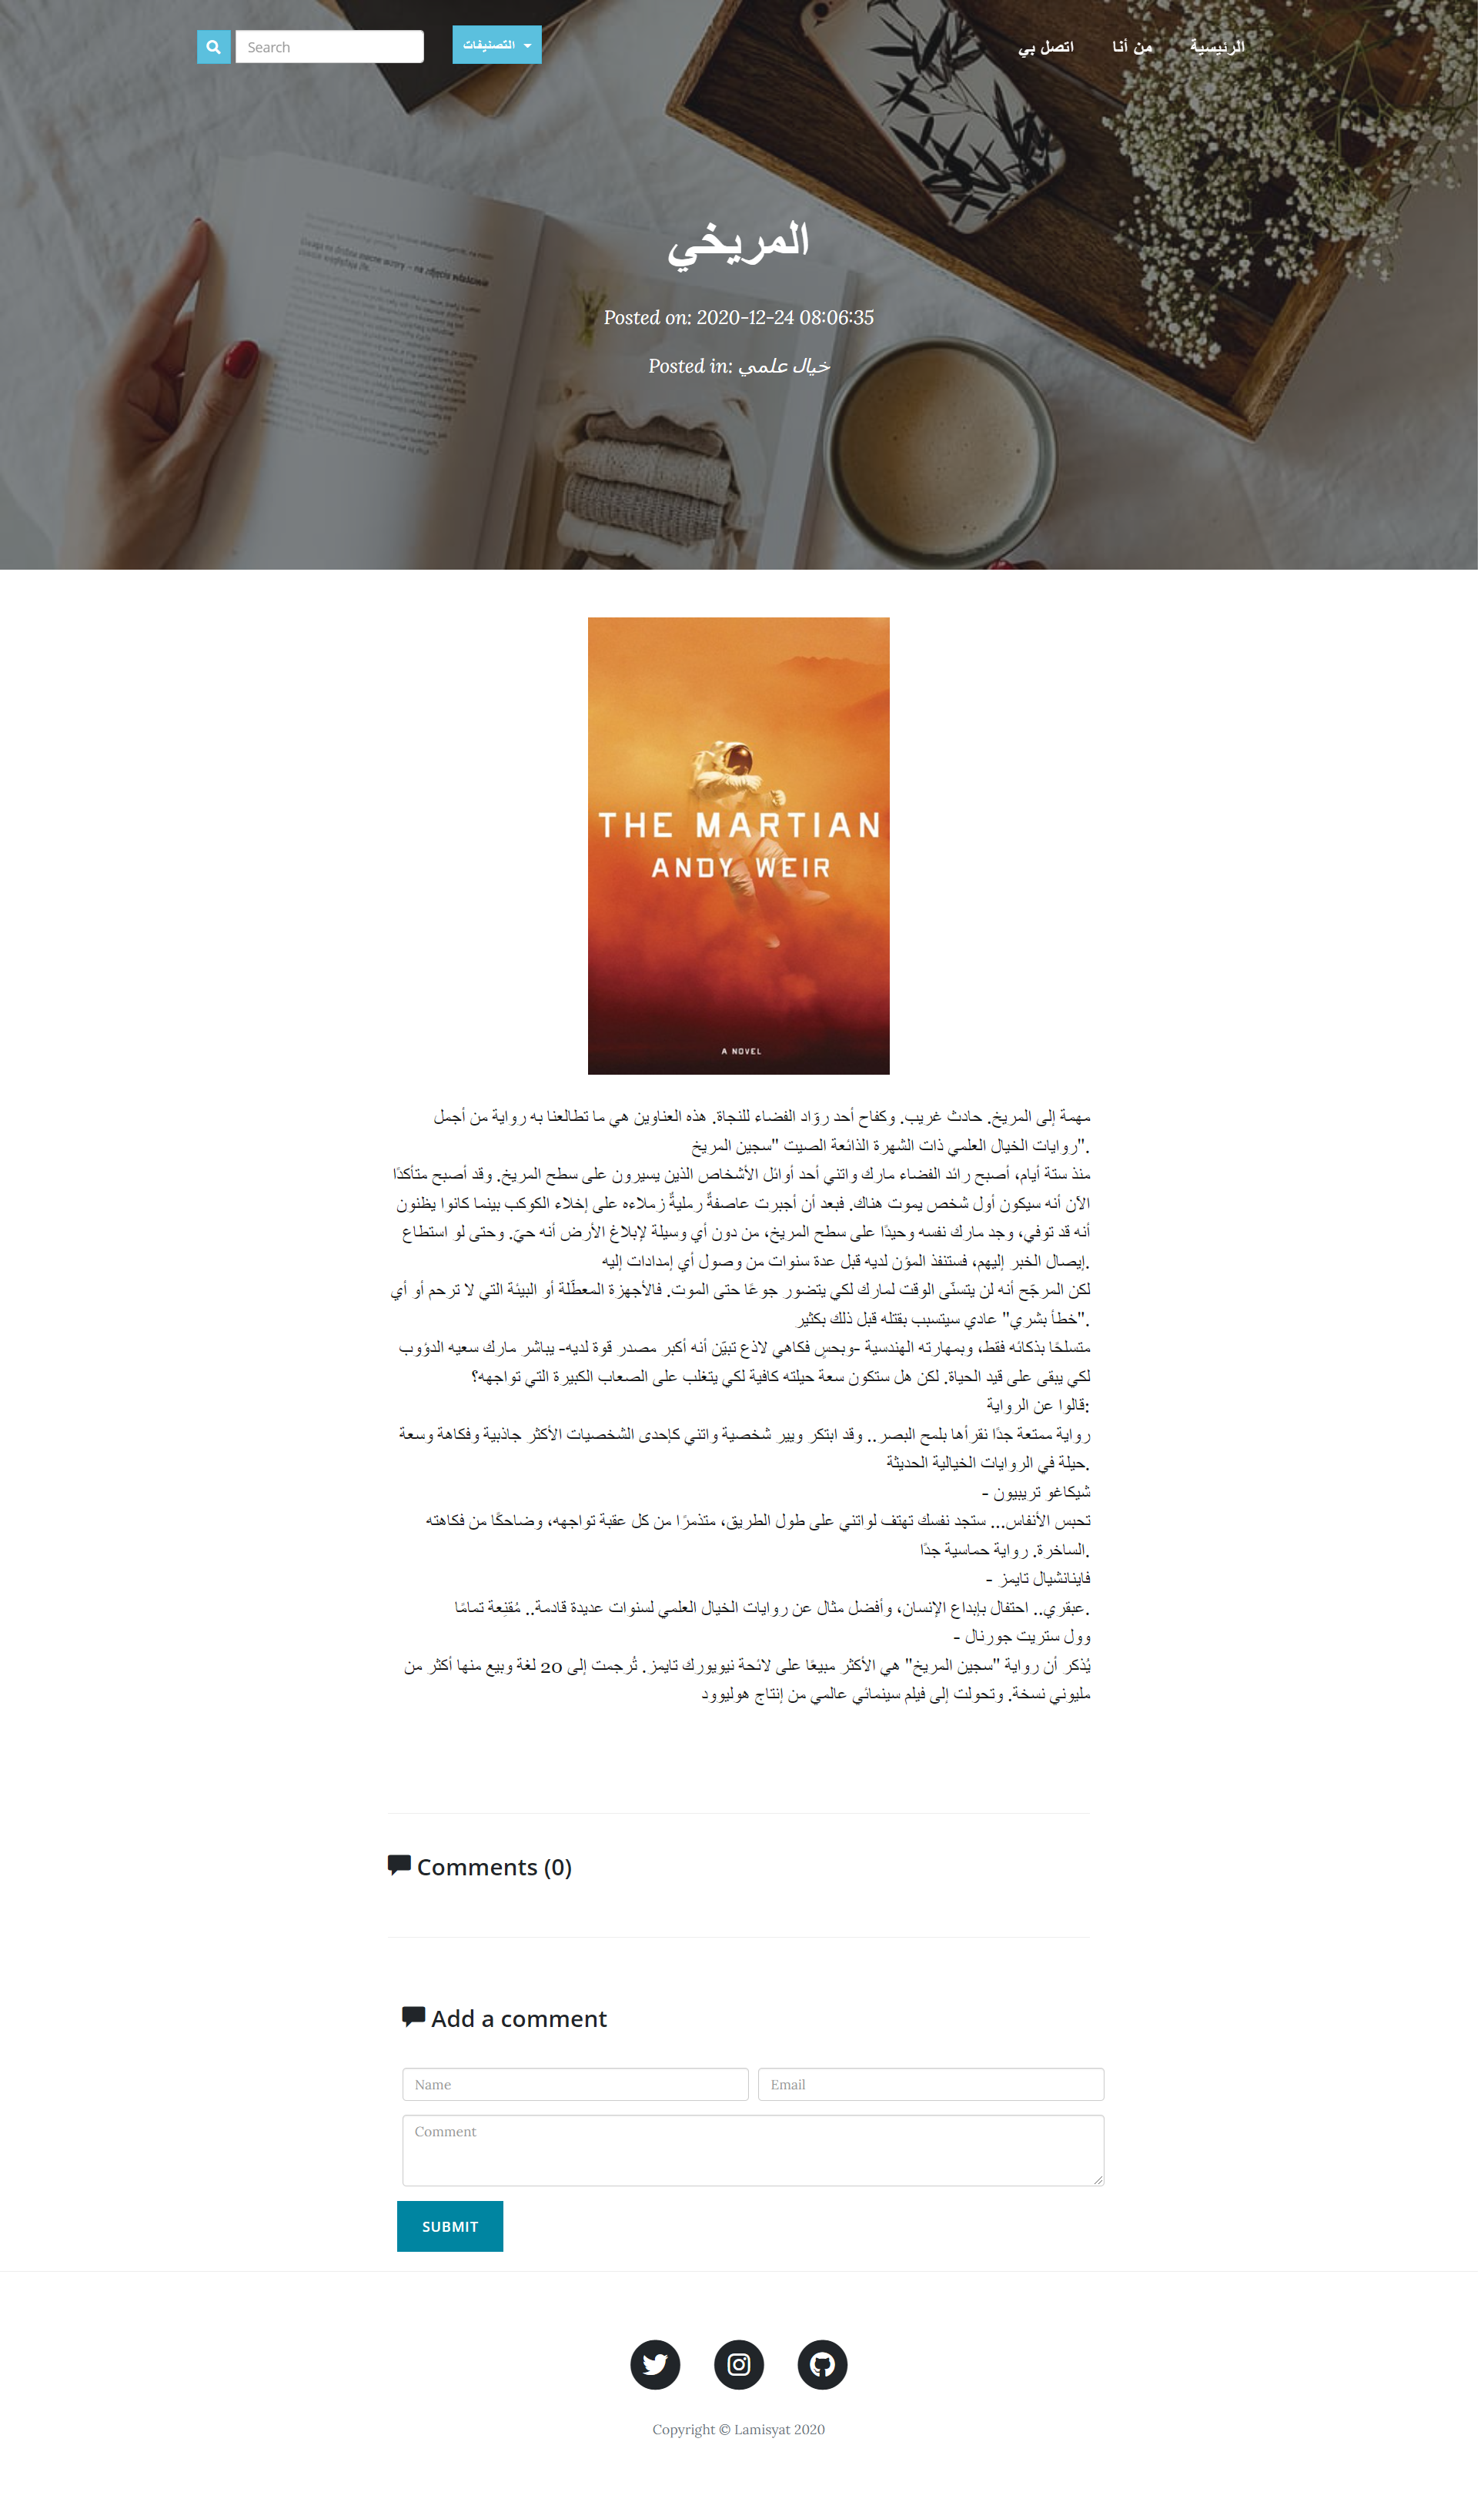 الرئيسية
من أنا
اتصل بي
التصنيفات
Search
المريخي
Posted on: 2020-12-24 08:06:35
Posted in: خيال علمي
THE MARTIAN
ANDY WEIR
A NOVEL
مهمة إلى المريخ. حادث غريب. وكفاح أحد روّاد الفضاء للنجاة. هذه العناوين هي ما تطالعنا به رواية من أجمل
روايات الخيال العلمي ذات الشهرة الذائعة الصيت "سجين المريخ".
منذ ستة أيام، أصبح رائد الفضاء مارك واتني أحد أوائل الأشخاص الذين يسيرون على سطح المريخ. وقد أصبح متأكدًا
الآن أنه سيكون أول شخص يموت هناك. فبعد أن أجبرت عاصفةٌ رمليةٌ زملاءه على إخلاء الكوكب بينما كانوا يظنون
أنه قد توفي، وجد مارك نفسه وحيدًا على سطح المريخ، من دون أي وسيلة لإبلاغ الأرض أنه حيّ. وحتى لو استطاع
إيصال الخبر إليهم، فستنفذ المؤن لديه قبل عدة سنوات من وصول أي إمدادات إليه.
لكن المرجّح أنه لن يتسنّى الوقت لمارك لكي يتضور جوعًا حتى الموت. فالأجهزة المعطّلة أو البيئة التي لا ترحم أو أي
"خطأ بشري" عادي سيتسبب بقتله قبل ذلك بكثير.
متسلحًا بذكائه فقط، وبمهارته الهندسية -وبحسٍ فكاهي لاذع تبيّن أنه أكبر مصدر قوة لديه- يباشر مارك سعيه الدؤوب
لكي يبقى على قيد الحياة. لكن هل ستكون سعة حيلته كافية لكي يتغلب على الصعاب الكبيرة التي تواجهه؟
قالوا عن الرواية:
رواية ممتعة جدًا نقرأها بلمح البصر.. وقد ابتكر ويير شخصية واتني كإحدى الشخصيات الأكثر جاذبية وفكاهة وسعة
حيلة في الروايات الخيالية الحديثة.
شيكاغو تريبيون -
تحبس الأنفاس... ستجد نفسك تهتف لواتني على طول الطريق، متذمرًا من كل عقبة تواجهه، وضاحكًا من فكاهته
الساخرة. رواية حماسية جدًا.
فاينانشيال تايمز -
عبقري.. احتفال بإبداع الإنسان، وأفضل مثال عن روايات الخيال العلمي لسنوات عديدة قادمة.. مُقنِعة تمامًا.
وول ستريت جورنال -
يُذكر أن رواية "سجين المريخ" هي الأكثر مبيعًا على لائحة نيويورك تايمز. تُرجمت إلى 20 لغة وبيع منها أكثر من
مليوني نسخة. وتحولت إلى فيلم سينمائي عالمي من إنتاج هوليوود
Comments (0)
Add a comment
Name
Email
Comment
SUBMIT
Copyright © Lamisyat 2020